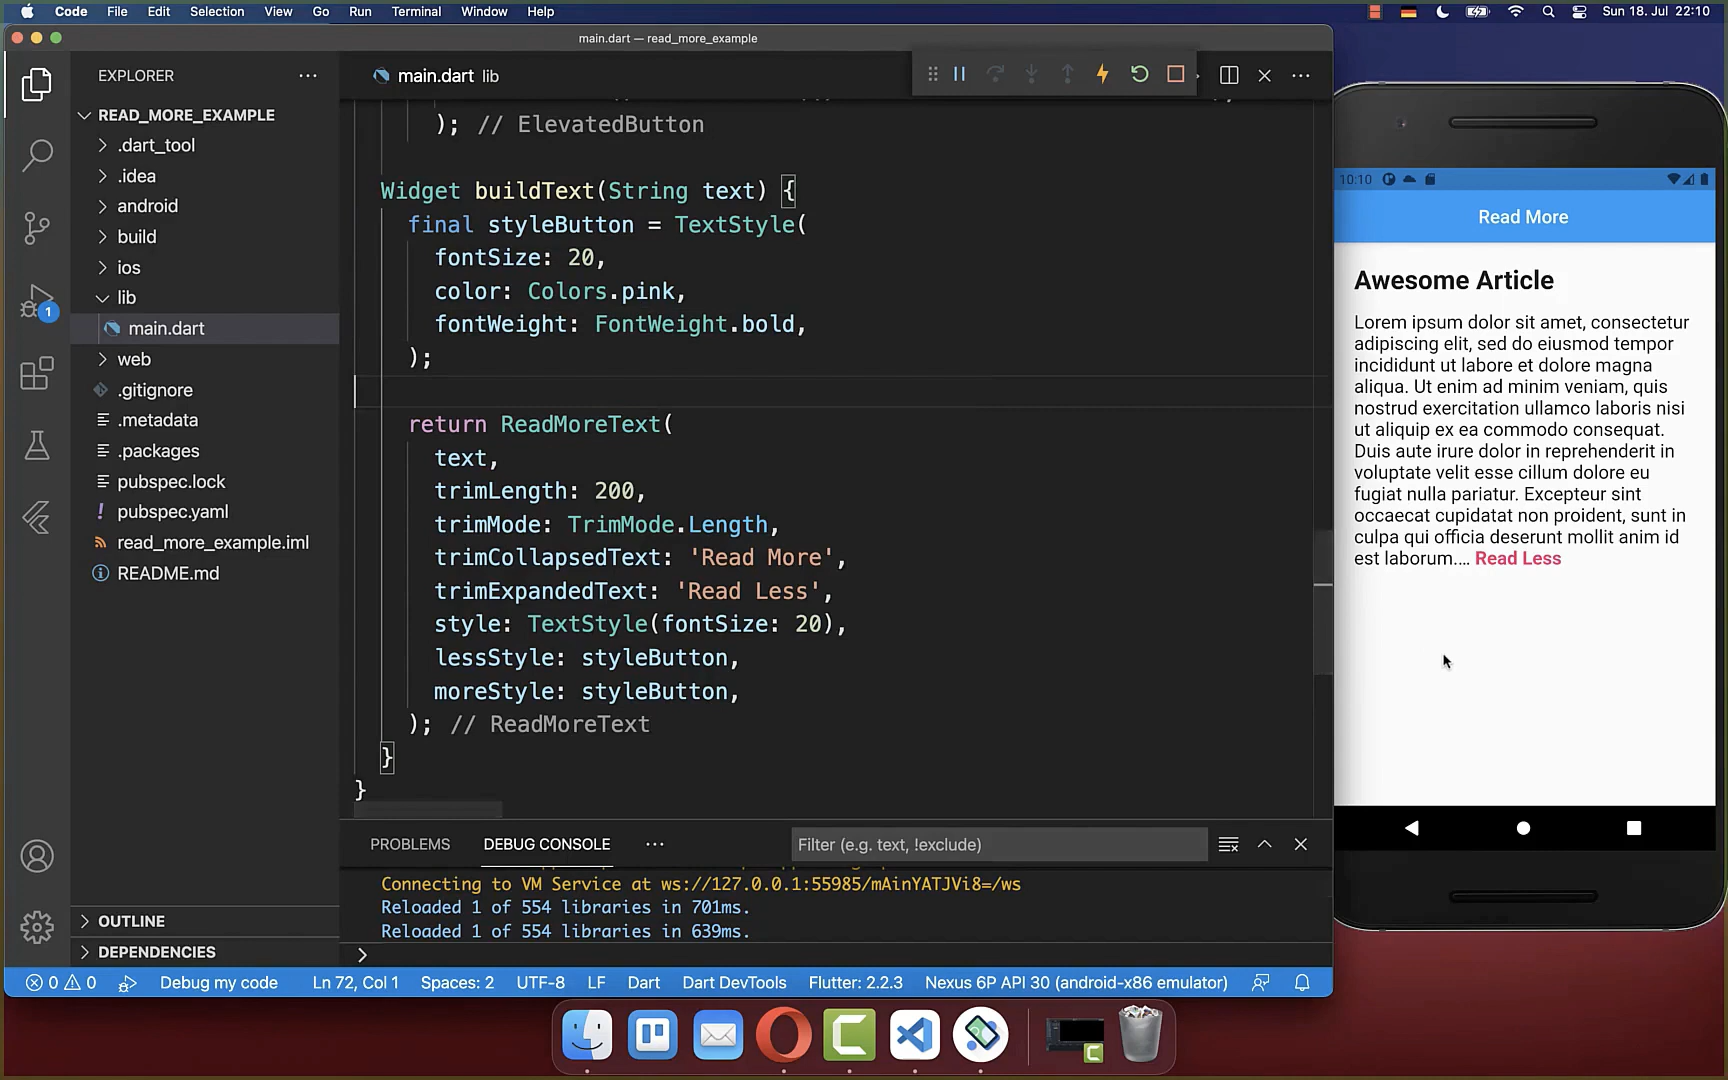 Code File Edit Selection View Go Run Terminal Window Help
Sun 18. Jul 22:10
main.dart — read_more_example
EXPLORER
READ_MORE_EXAMPLE
.dart_tool
.idea
android
build
ios
lib
main.dart
web
.gitignore
.metadata
.packages
pubspec.lock
! pubspec.yaml
read_more_example.iml
README.md
OUTLINE
DEPENDENCIES
1
main.dart lib
); // ElevatedButton
Widget buildText(String text) {
final styleButton = TextStyle(
fontSize: 20,
color: Colors.pink,
fontWeight: FontWeight.bold,
);
return ReadMoreText(
text,
trimLength: 200,
trimMode: TrimMode.Length,
trimCollapsedText: 'Read More',
trimExpandedText: 'Read Less',
style: TextStyle(fontSize: 20),
lessStyle: styleButton,
moreStyle: styleButton,
); // ReadMoreText
}
}
PROBLEMS DEBUG CONSOLE
Filter (e.g. text, !exclude)
Connecting to VM Service at ws://127.0.0.1:55985/mAinYATJVi8=/ws
Reloaded 1 of 554 libraries in 701ms.
Reloaded 1 of 554 libraries in 639ms.
0 0 Debug my code Ln 72, Col 1 Spaces: 2 UTF-8 LF Dart Dart DevTools Flutter: 2.2.3 Nexus 6P API 30 (android-x86 emulator)
10:10
Read More
Awesome Article
Lorem ipsum dolor sit amet, consectetur
adipiscing elit, sed do eiusmod tempor
incididunt ut labore et dolore magna
aliqua. Ut enim ad minim veniam, quis
nostrud exercitation ullamco laboris nisi
ut aliquip ex ea commodo consequat.
Duis aute irure dolor in reprehenderit in
voluptate velit esse cillum dolore eu
fugiat nulla pariatur. Excepteur sint
occaecat cupidatat non proident, sunt in
culpa qui officia deserunt mollit anim id
est laborum.... Read Less